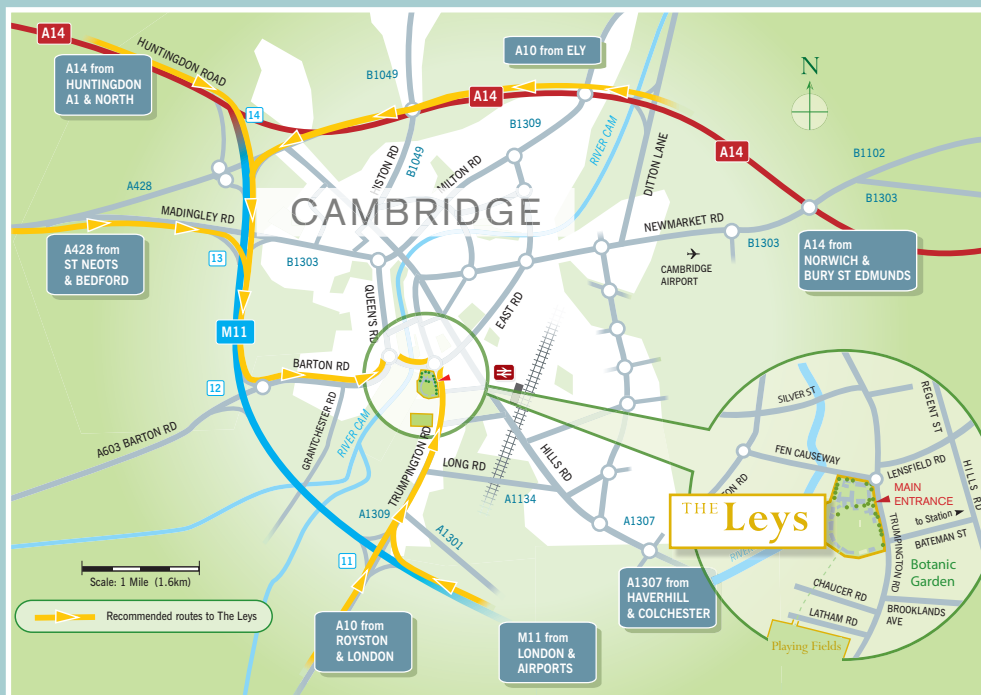 A14
HUNTINGDON ROAD
A14 from
HUNTINGDON
A1 & NORTH
B1049
A10 from ELY
N
A14
14
B1309
RIVER CAM
A14
B1102
HISTON RD
B1049
MILTON RD
DITTON LANE
A428
MADINGLEY RD
CAMBRIDGE
NEWMARKET RD
B1303
B1303
A428 from
ST NEOTS
& BEDFORD
13
B1303
CAMBRIDGE
AIRPORT
A14 from
NORWICH &
BURY ST EDMUNDS
QUEEN'S RD
EAST RD
M11
BARTON RD
12
GRANTCHESTER RD
RIVER CAM
A603 BARTON RD
TRUMPINGTON RD
LONG RD
HILLS RD
A1134
A1309
A1301
A1307
11
SILVER ST
REGENT ST
FEN CAUSEWAY
LENSFIELD RD
HILLS RD
TON RD
MAIN
ENTRANCE
to Station
THE Leys
TRUMPINGTON RD
BATEMAN ST
RIVER
Botanic
Garden
CHAUCER RD
BROOKLANDS
AVE
LATHAM RD
Playing Fields
Scale: 1 Mile (1.6km)
Recommended routes to The Leys
A10 from
ROYSTON
& LONDON
M11 from
LONDON &
AIRPORTS
A1307 from
HAVERHILL
& COLCHESTER